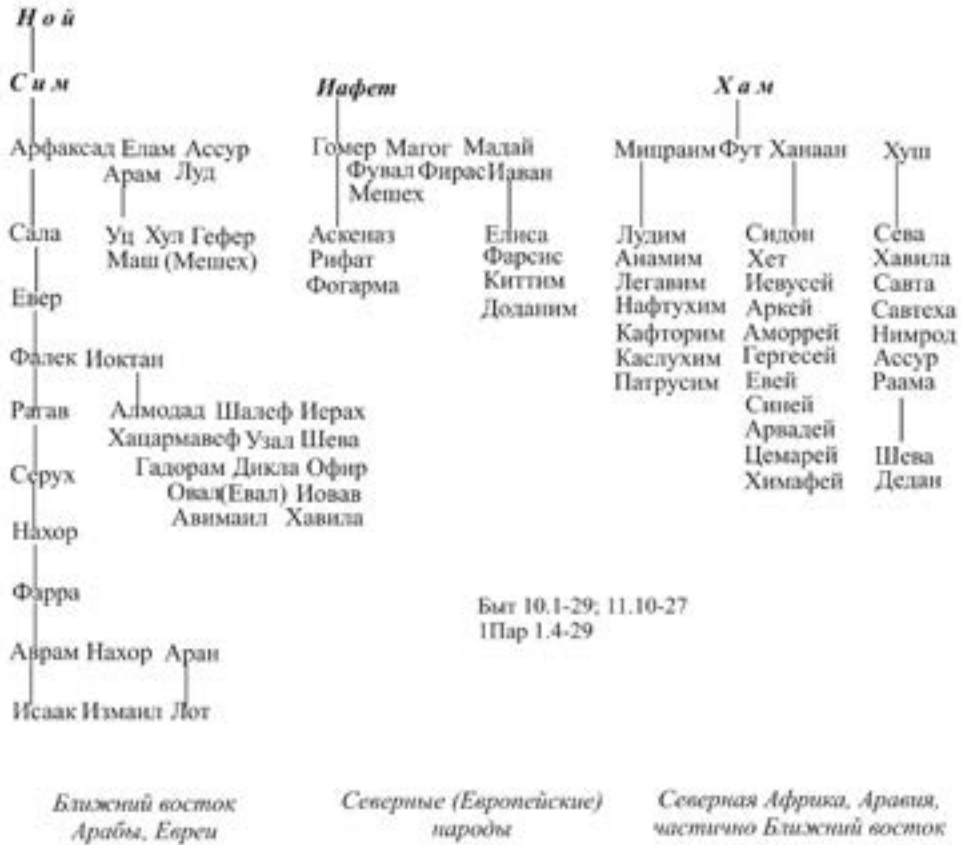 Ной
Сим Иафет Хам
Арфаксад Елам Ассур Гомер Магог Мадай Мицраим Фут Ханаан Хуш
Арам Луд Фувал Фирас Иаван
Мешех
Сала Уц Хул Гефер Аскеназ Елиса Лудим Сидон Сева
Маш (Мешех) Рифат Фарсис Анамим Хет Хавила
Фогарма Киттим Легавим Иевусей Савта
Евер Доданим Нафтухим Аркей Савтеха
Кафторим Аморрей Нимрод
Фалек Иоктан Каслухим Гергесей Ассур
Патрусим Евей Раама
Рагав Алмодад Шалеф Иерах Синей
Хацармавеф Узал Шева Арвадей
Серух Гадорам Дикла Офир Цемарей Шева
Овал(Евал) Иовав Химафей Дедан
Авимаил Хавила
Нахор
Фарра
Быт 10.1-29; 11.10-27
1Пар 1.4-29
Аврам Нахор Аран
Исаак Измаил Лот
Ближний восток Северные (Европейские) Северная Африка, Аравия,
Арабы, Евреи народы частично Ближний восток